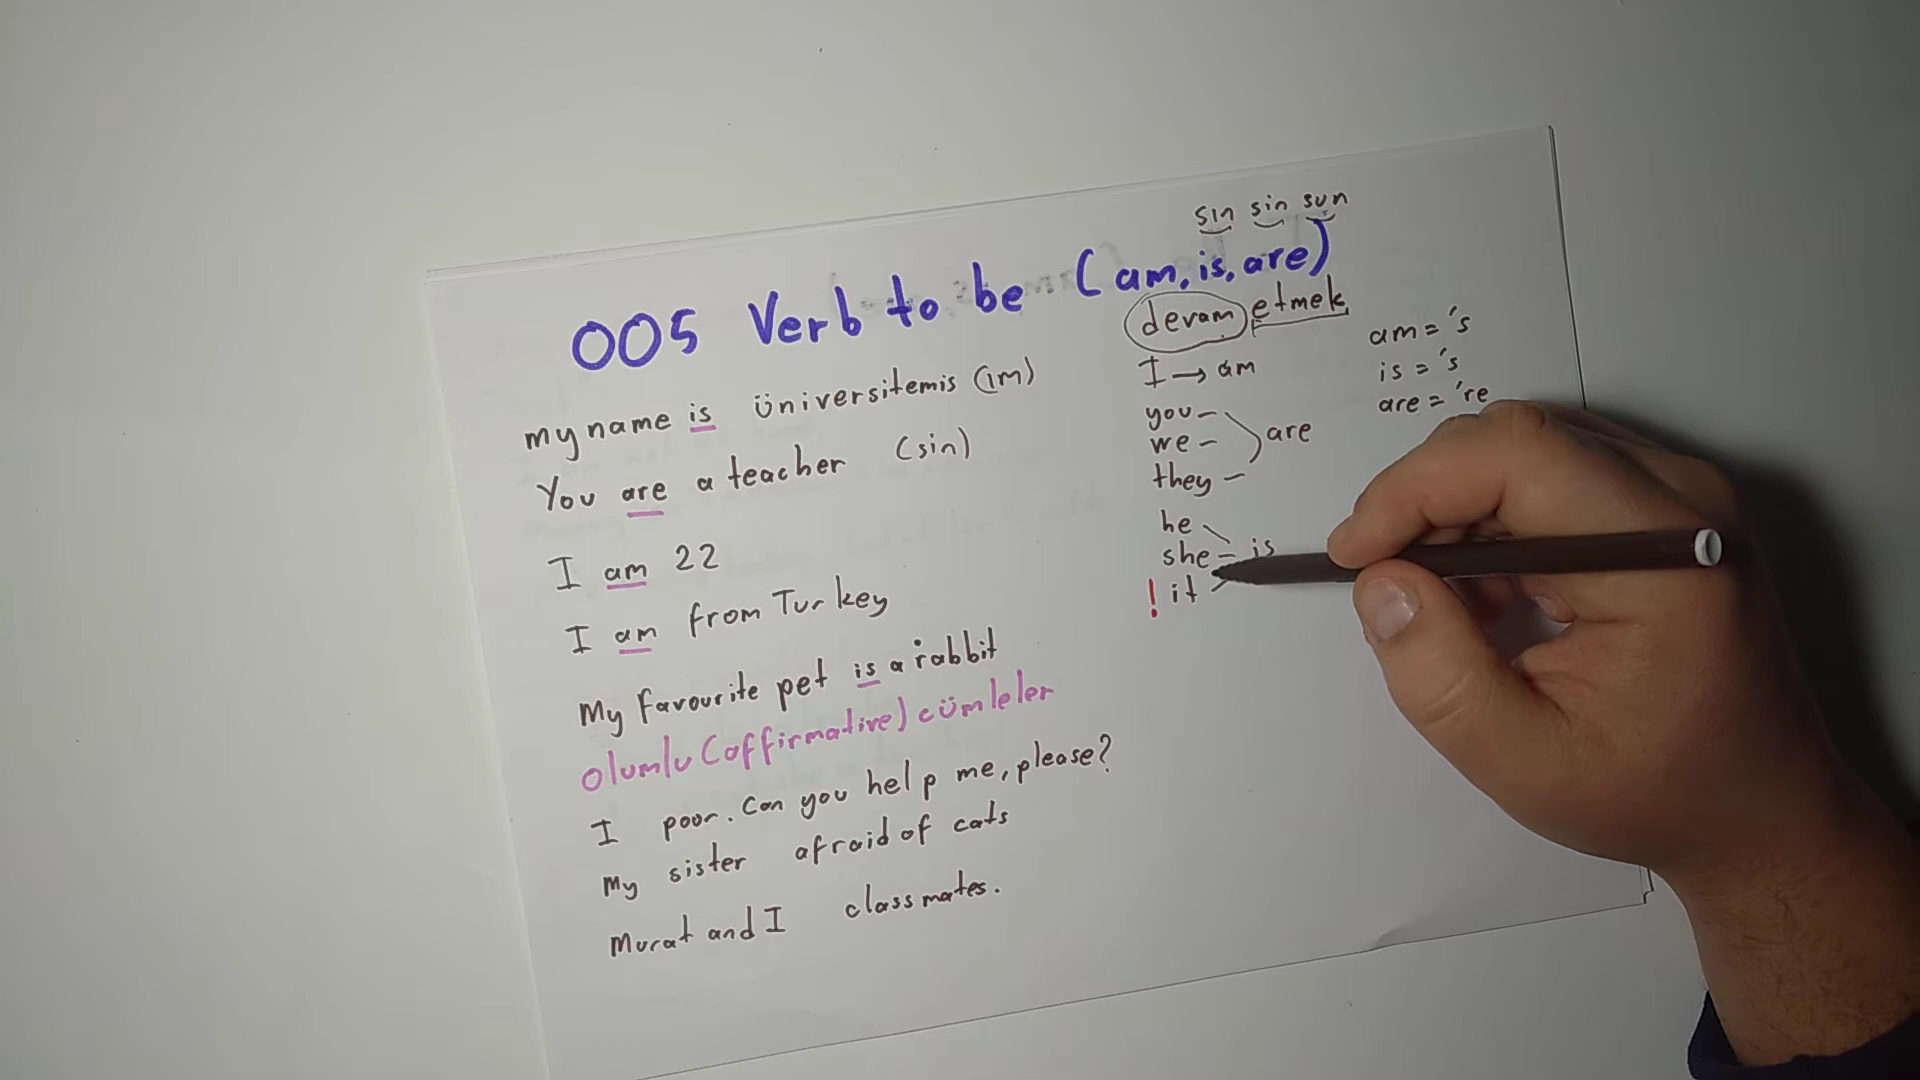 sın sin sun
005 Verb to be (am, is, are)
devam etmek
my name is üniversitemis (ım)
You are a teacher (sin)
I am 22
I am from Turkey
My favourite pet is a rabbit
olumlu (affirmative) cümleler
I poor. Can you help me, please?
My sister afraid of cats
Murat and I classmates.
I → am
you
we
they
are
he
she
! it
is
am = 's
is = 's
are = 're